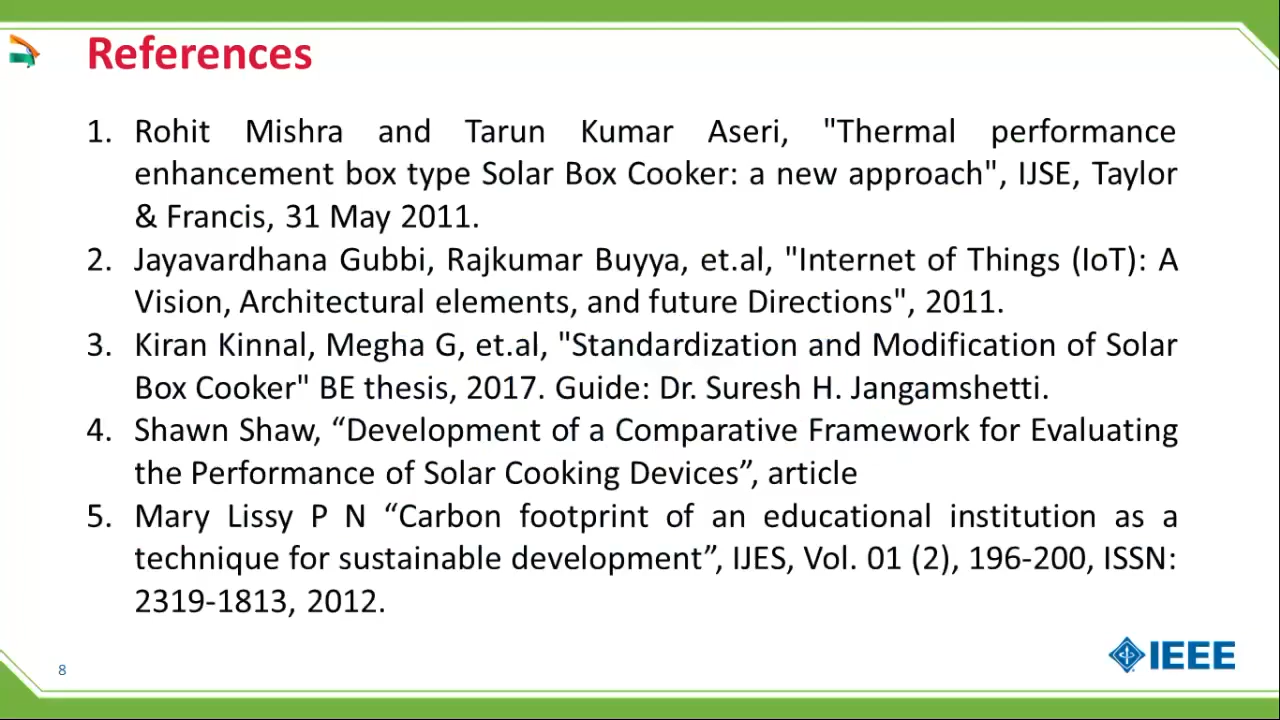 References
1. Rohit Mishra and Tarun Kumar Aseri, "Thermal performance
enhancement box type Solar Box Cooker: a new approach", IJSE, Taylor
& Francis, 31 May 2011.
2. Jayavardhana Gubbi, Rajkumar Buyya, et.al, "Internet of Things (IoT): A
Vision, Architectural elements, and future Directions", 2011.
3. Kiran Kinnal, Megha G, et.al, "Standardization and Modification of Solar
Box Cooker" BE thesis, 2017. Guide: Dr. Suresh H. Jangamshetti.
4. Shawn Shaw, “Development of a Comparative Framework for Evaluating
the Performance of Solar Cooking Devices”, article
5. Mary Lissy P N “Carbon footprint of an educational institution as a
technique for sustainable development”, IJES, Vol. 01 (2), 196-200, ISSN:
2319-1813, 2012.
8
IEEE